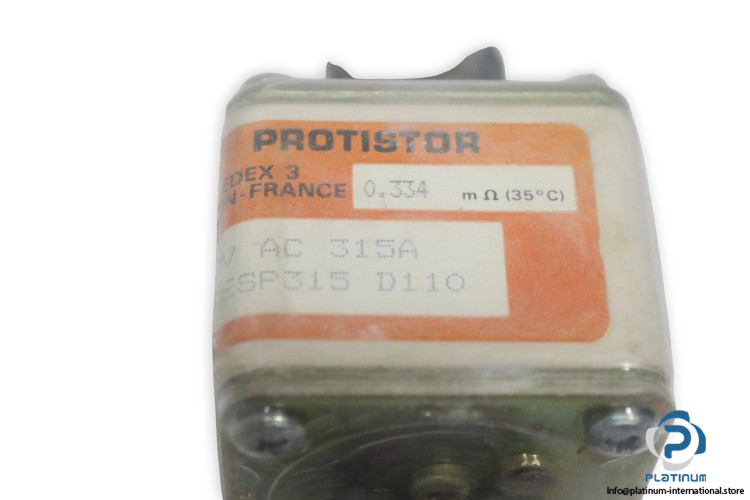 PROTISTOR
EDEX 3
N-FRANCE
0.334 m Ω (35°C)
V AC 315A
ESP315 D110
PLATINUM
Info@platinum-international.store